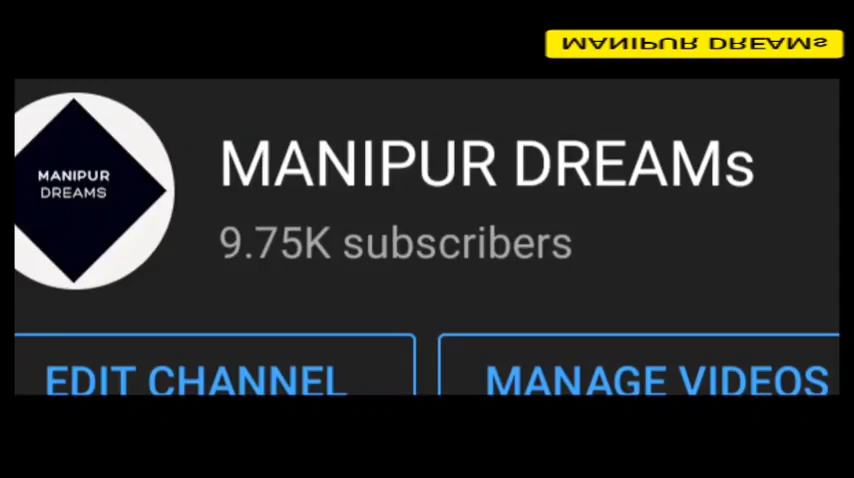 MANIPUR DREAMs
MANIPUR
DREAMS
MANIPUR DREAMs
9.75K subscribers
EDIT CHANNEL
MANAGE VIDEOS